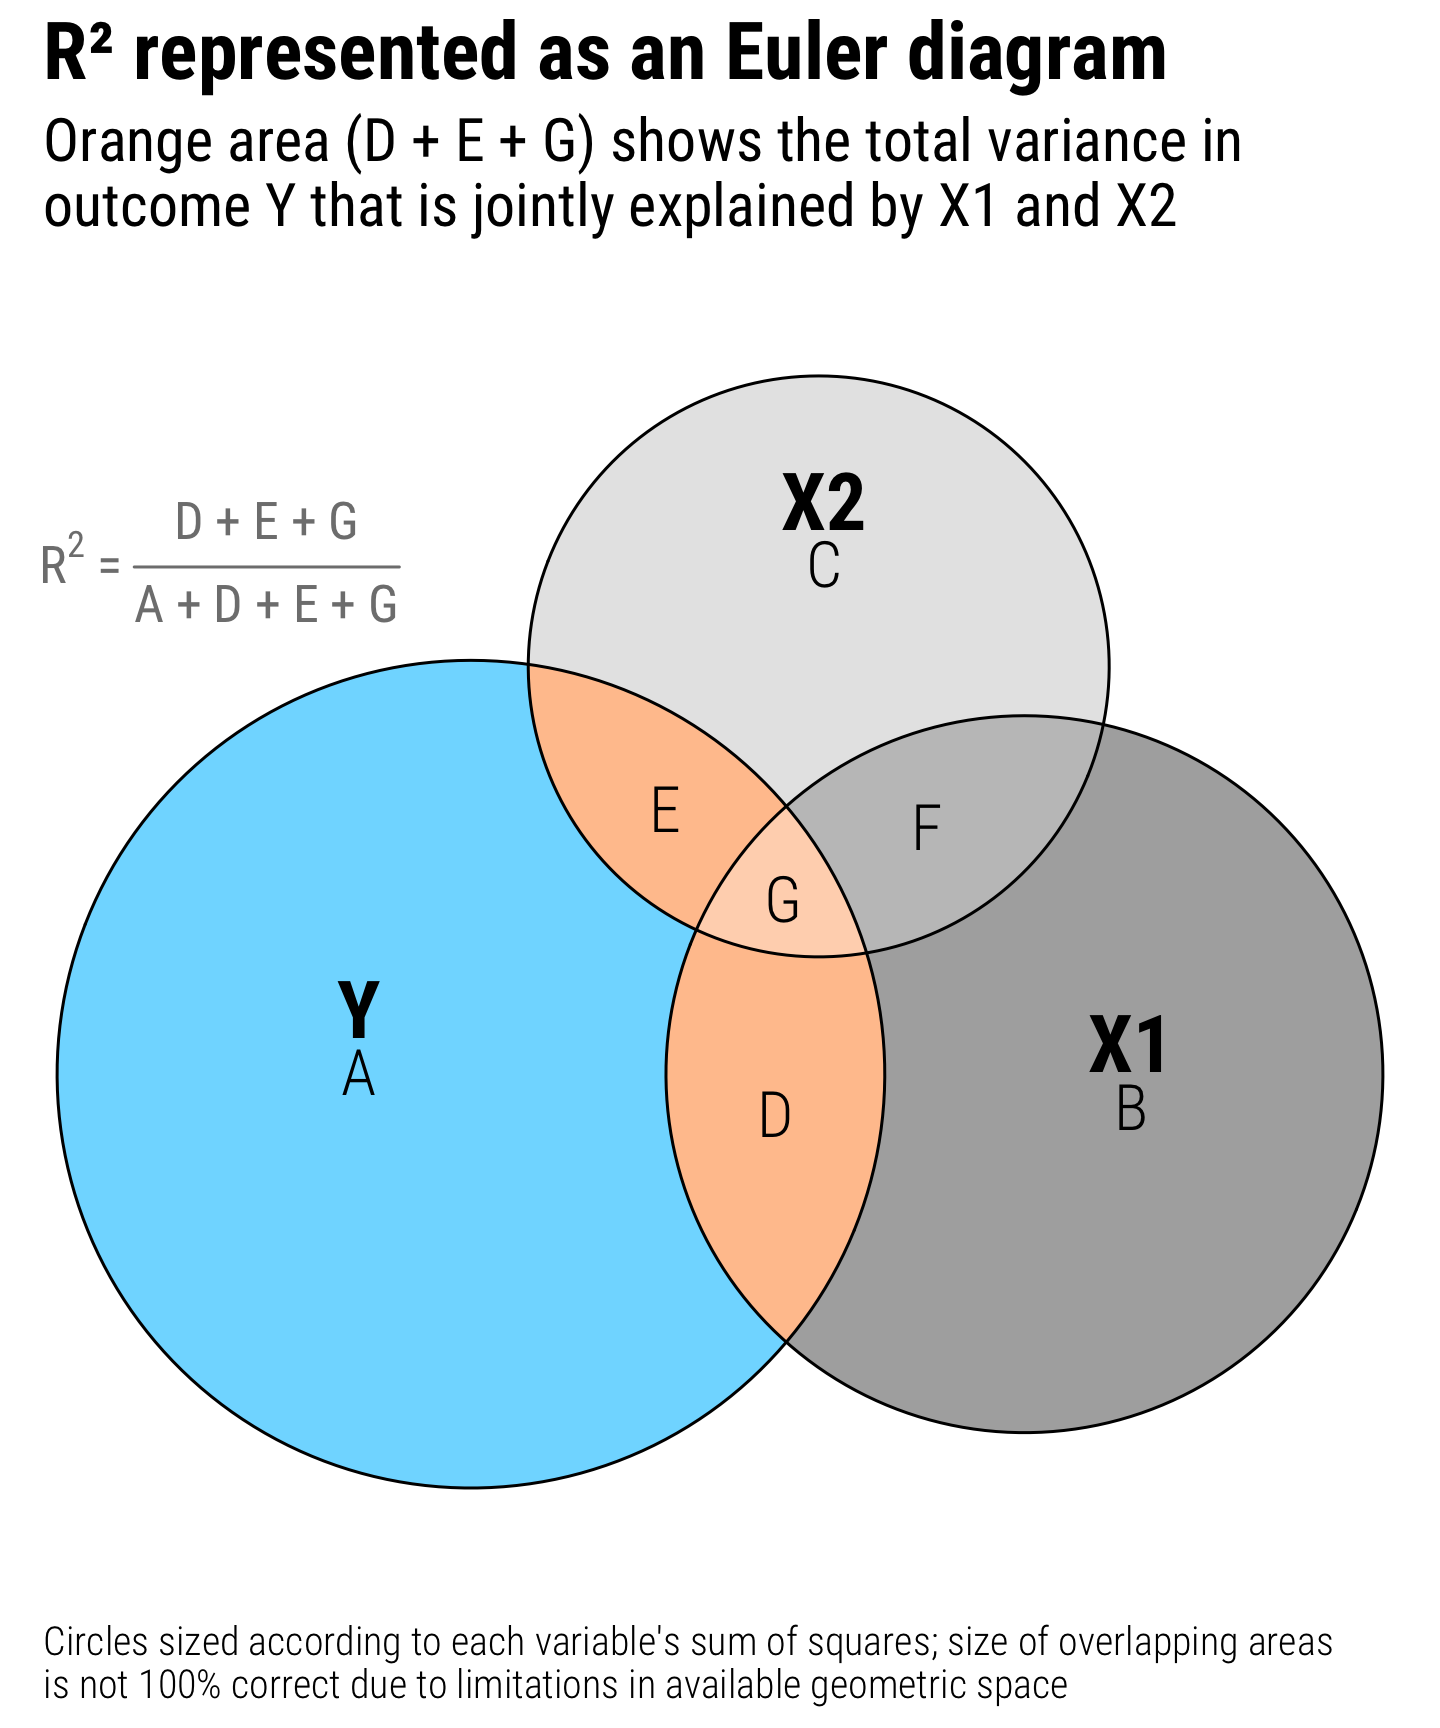 R² represented as an Euler diagram
Orange area (D + E + G) shows the total variance in
outcome Y that is jointly explained by X1 and X2
X2
C
D + E + G
R² =
A + D + E + G
E
F
G
Y
A
X1
B
D
Circles sized according to each variable's sum of squares; size of overlapping areas
is not 100% correct due to limitations in available geometric space